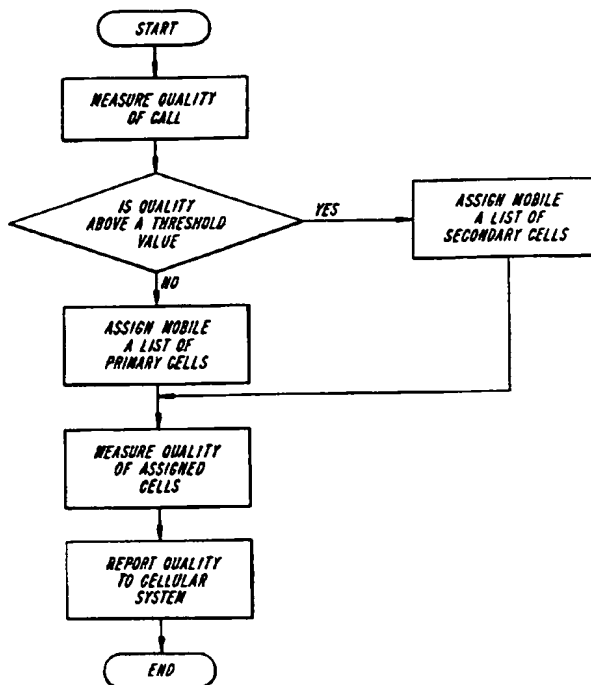 START
MEASURE QUALITY
OF CALL
IS QUALITY
ABOVE A THRESHOLD
VALUE
YES
ASSIGN MOBILE
A LIST OF
SECONDARY CELLS
NO
ASSIGN MOBILE
A LIST OF
PRIMARY CELLS
MEASURE QUALITY
OF ASSIGNED
CELLS
REPORT QUALITY
TO CELLULAR
SYSTEM
END